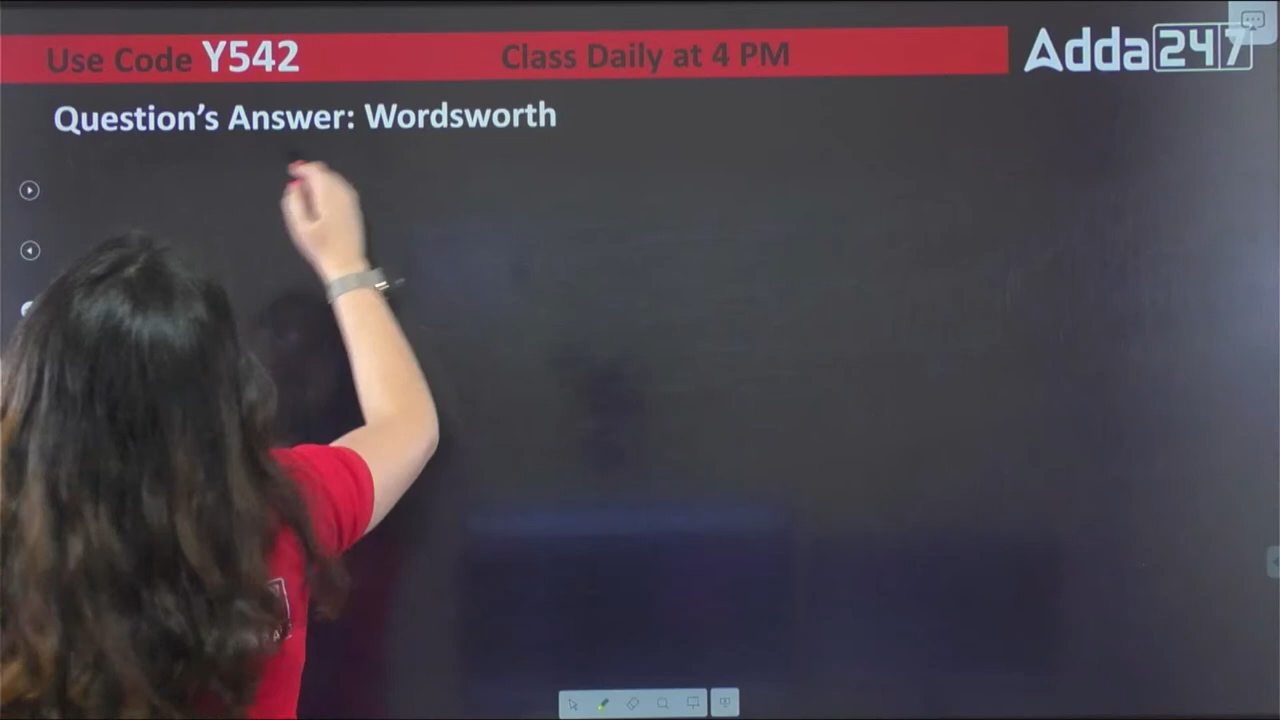 Use Code Y542 Class Daily at 4 PM Adda247
Question's Answer: Wordsworth